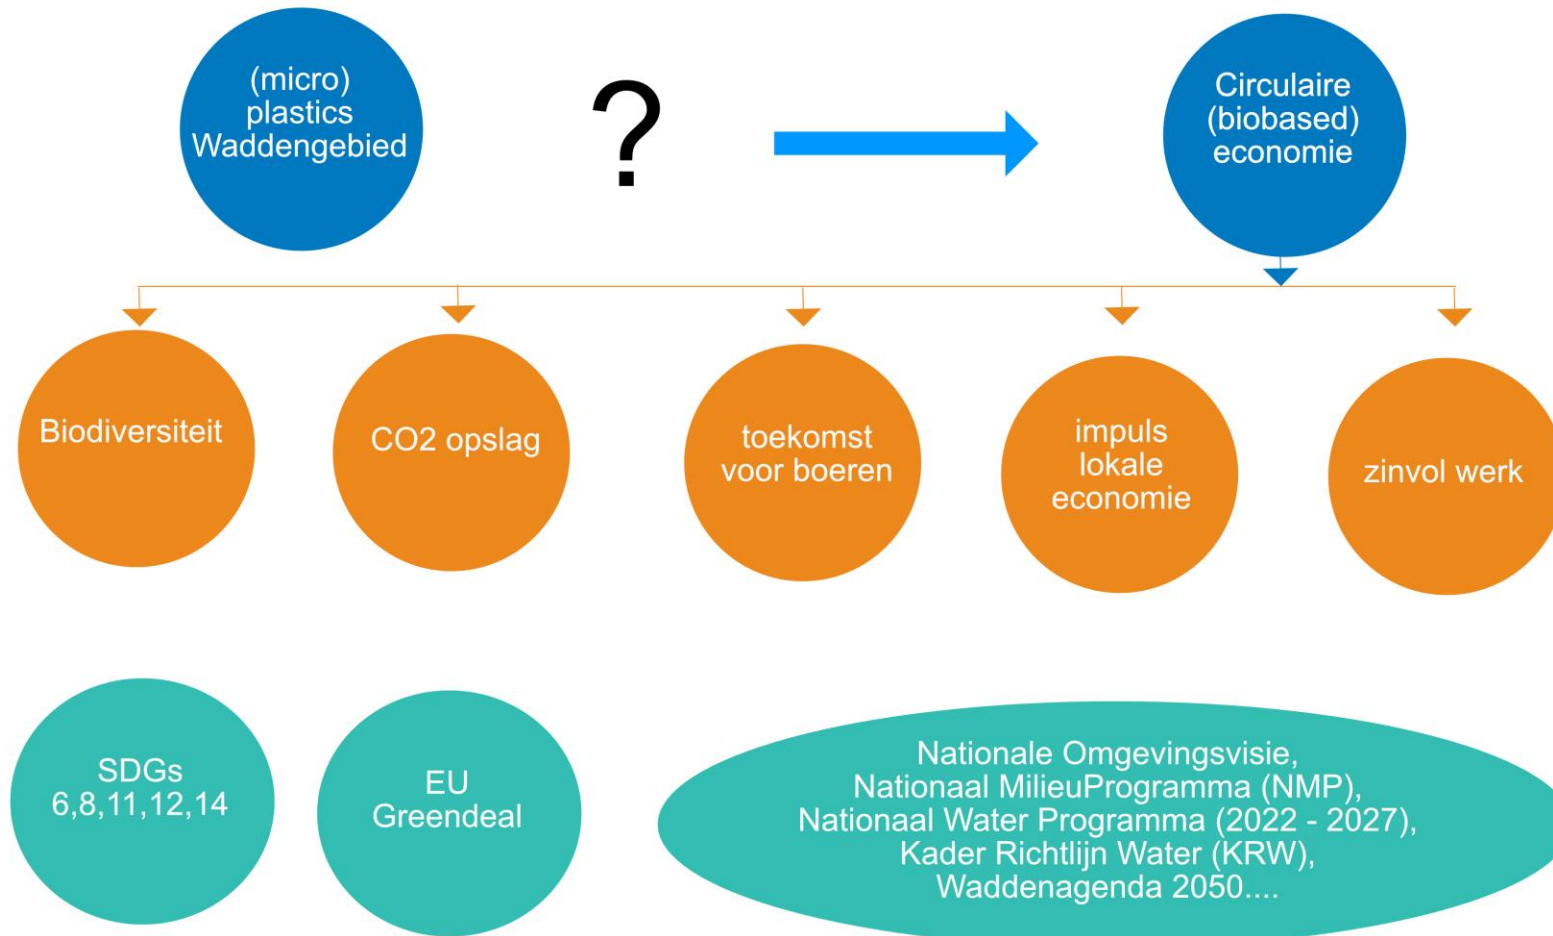 (micro)
plastics
Waddengebied
?
Circulaire
(biobased)
economie
Biodiversiteit
CO2 opslag
toekomst
voor boeren
impuls
lokale
economie
zinvol werk
SDGs
6,8,11,12,14
EU
Greendeal
Nationale Omgevingsvisie,
Nationaal MilieuProgramma (NMP),
Nationaal Water Programma (2022 - 2027),
Kader Richtlijn Water (KRW),
Waddenagenda 2050....